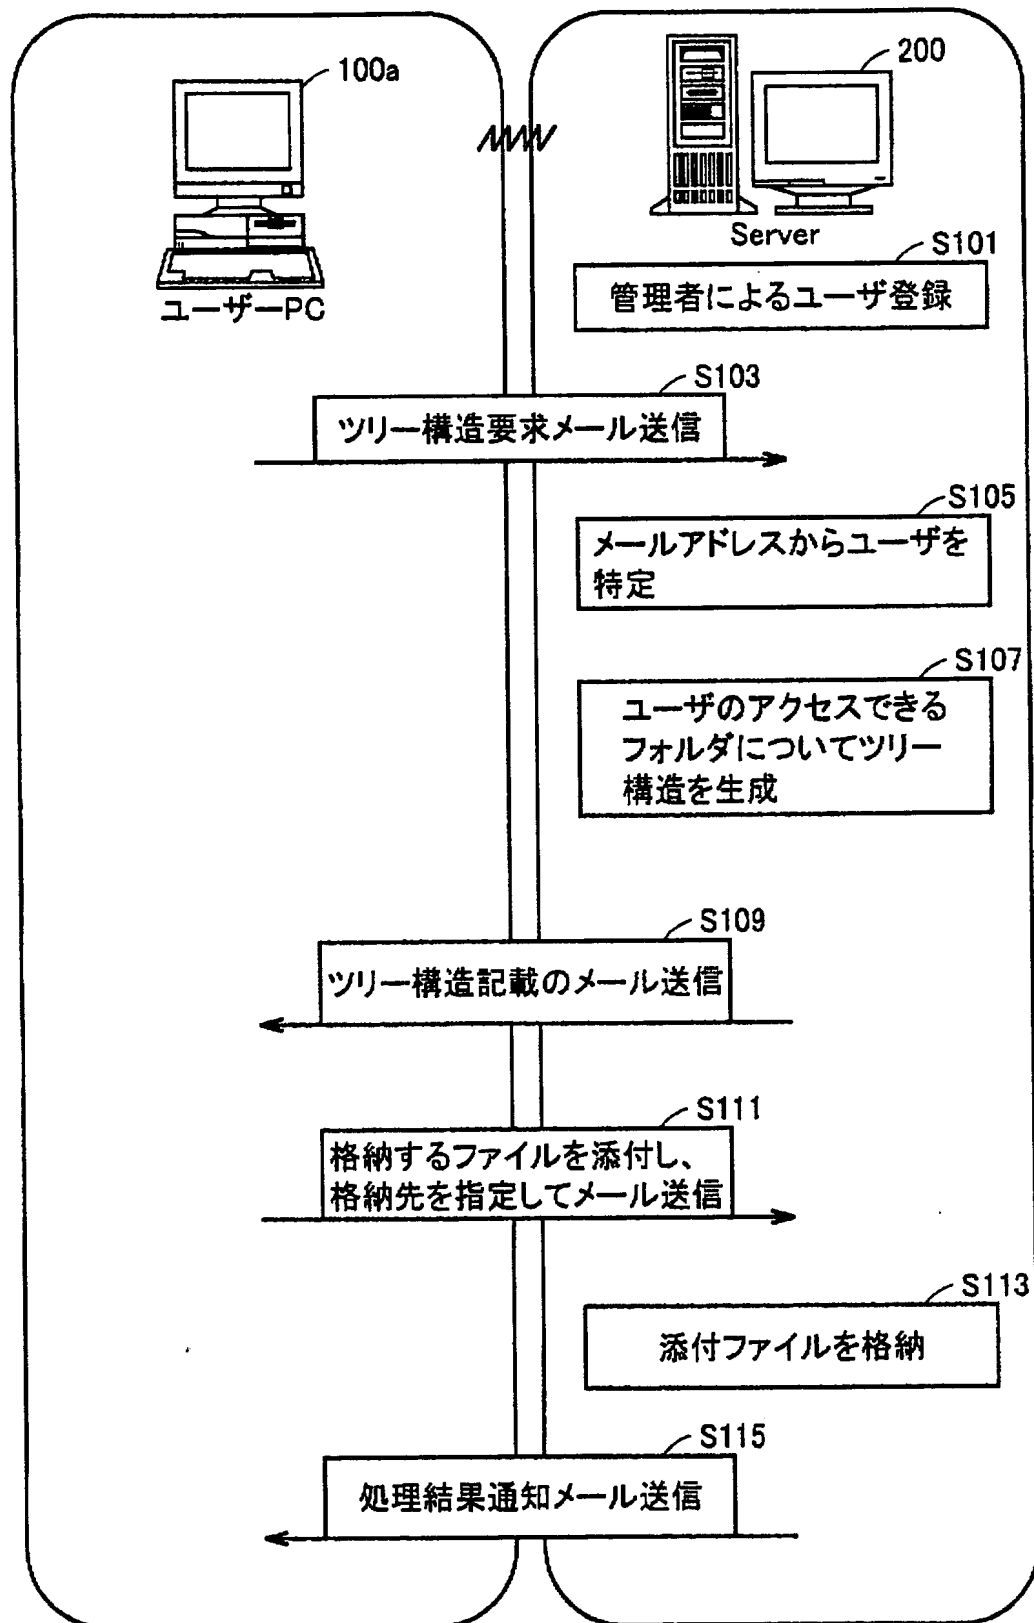 100a
200
Server
ユーザーPC
S101
管理者によるユーザ登録
S103
ツリー構造要求メール送信
S105
メールアドレスからユーザを
特定
S107
ユーザのアクセスできる
フォルダについてツリー
構造を生成
S109
ツリー構造記載のメール送信
S111
格納するファイルを添付し、
格納先を指定してメール送信
S113
添付ファイルを格納
S115
処理結果通知メール送信